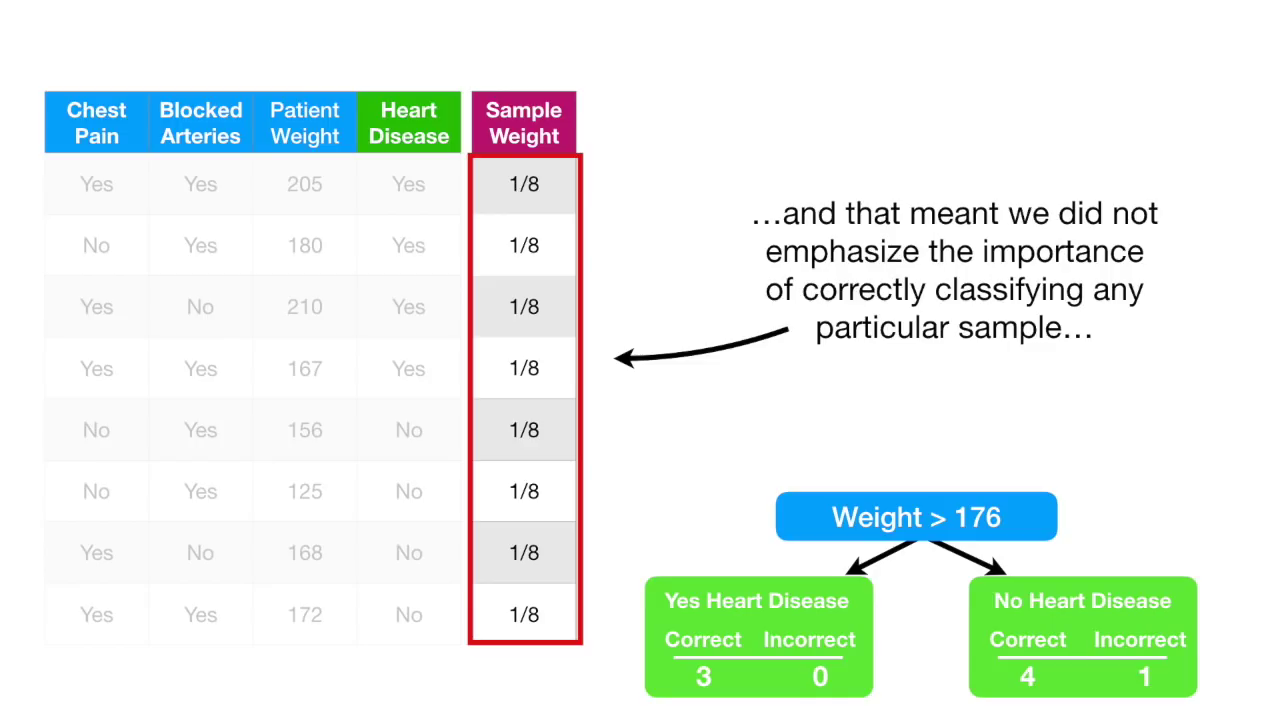 Chest Pain Blocked Arteries Patient Weight Heart Disease Sample Weight
Yes Yes 205 Yes 1/8
No Yes 180 Yes 1/8
Yes No 210 Yes 1/8
Yes Yes 167 Yes 1/8
No Yes 156 No 1/8
No Yes 125 No 1/8
Yes No 168 No 1/8
Yes Yes 172 No 1/8
…and that meant we did not
emphasize the importance
of correctly classifying any
particular sample…
Weight > 176
Yes Heart Disease
Correct Incorrect
3 0
No Heart Disease
Correct Incorrect
4 1